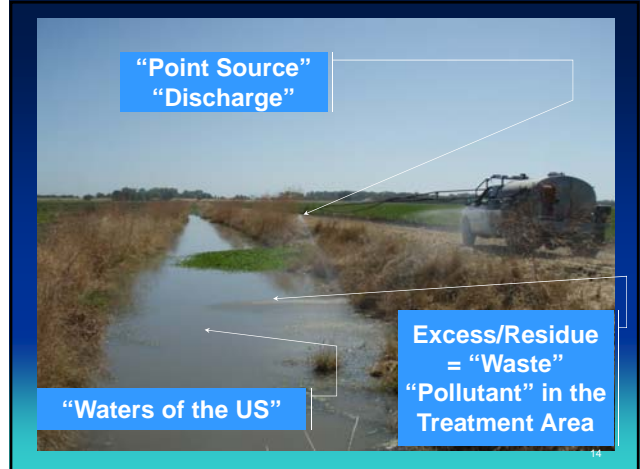 “Point Source”
“Discharge”
Excess/Residue
= “Waste”
“Pollutant” in the
Treatment Area
“Waters of the US”
14